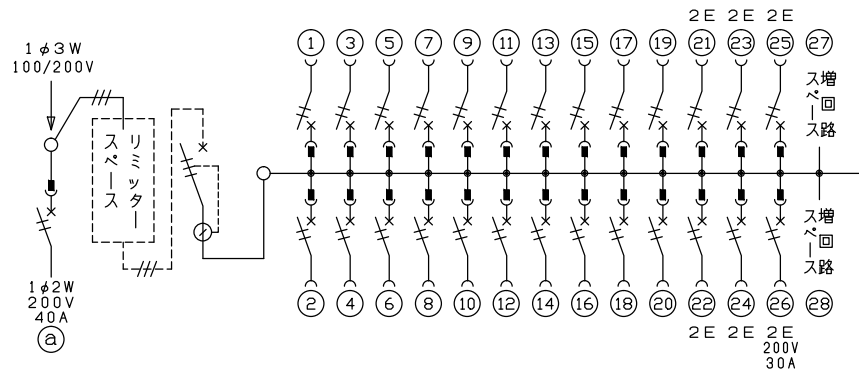 2E 2E 2E
1φ3W
100/200V
① ③ ⑤ ⑦ ⑨ ⑪ ⑬ ⑮ ⑰ ⑲ ㉑ ㉓ ㉕ ㉗
増回路
スペース
リミッター
スペース
増回路
スペース
1φ2W
200V
40A
ⓐ
② ④ ⑥ ⑧ ⑩ ⑫ ⑭ ⑯ ⑱ ⑳ ㉒ ㉔ ㉖ ㉘
2E 2E 2E
200V
30A